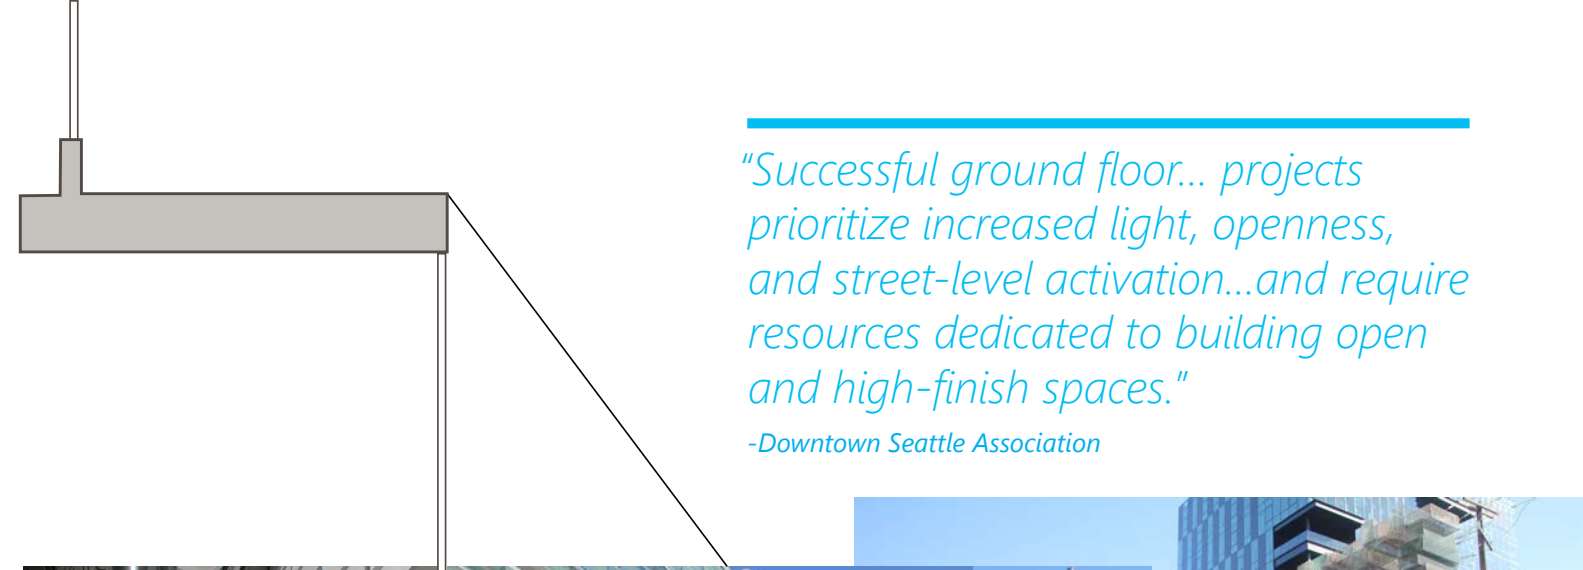 “Successful ground floor... projects
prioritize increased light, openness,
and street-level activation...and require
resources dedicated to building open
and high-finish spaces.”
-Downtown Seattle Association